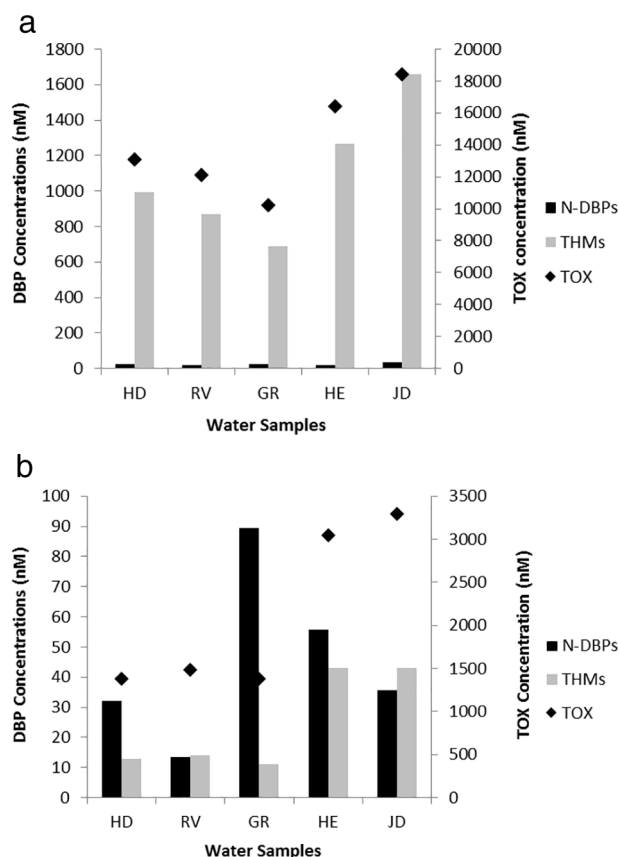 a
1800
1600
1400
1200
1000
800
600
400
200
0
DBP Concentrations (nM)
20000
18000
16000
14000
12000
10000
8000
6000
4000
2000
0
TOX concentration (nM)
HD RV GR HE JD
Water Samples
N-DBPs
THMs
TOX
b
100
90
80
70
60
50
40
30
20
10
0
DBP Concentrations (nM)
3500
3000
2500
2000
1500
1000
500
0
TOX Concentration (nM)
HD RV GR HE JD
Water Samples
N-DBPs
THMs
TOX